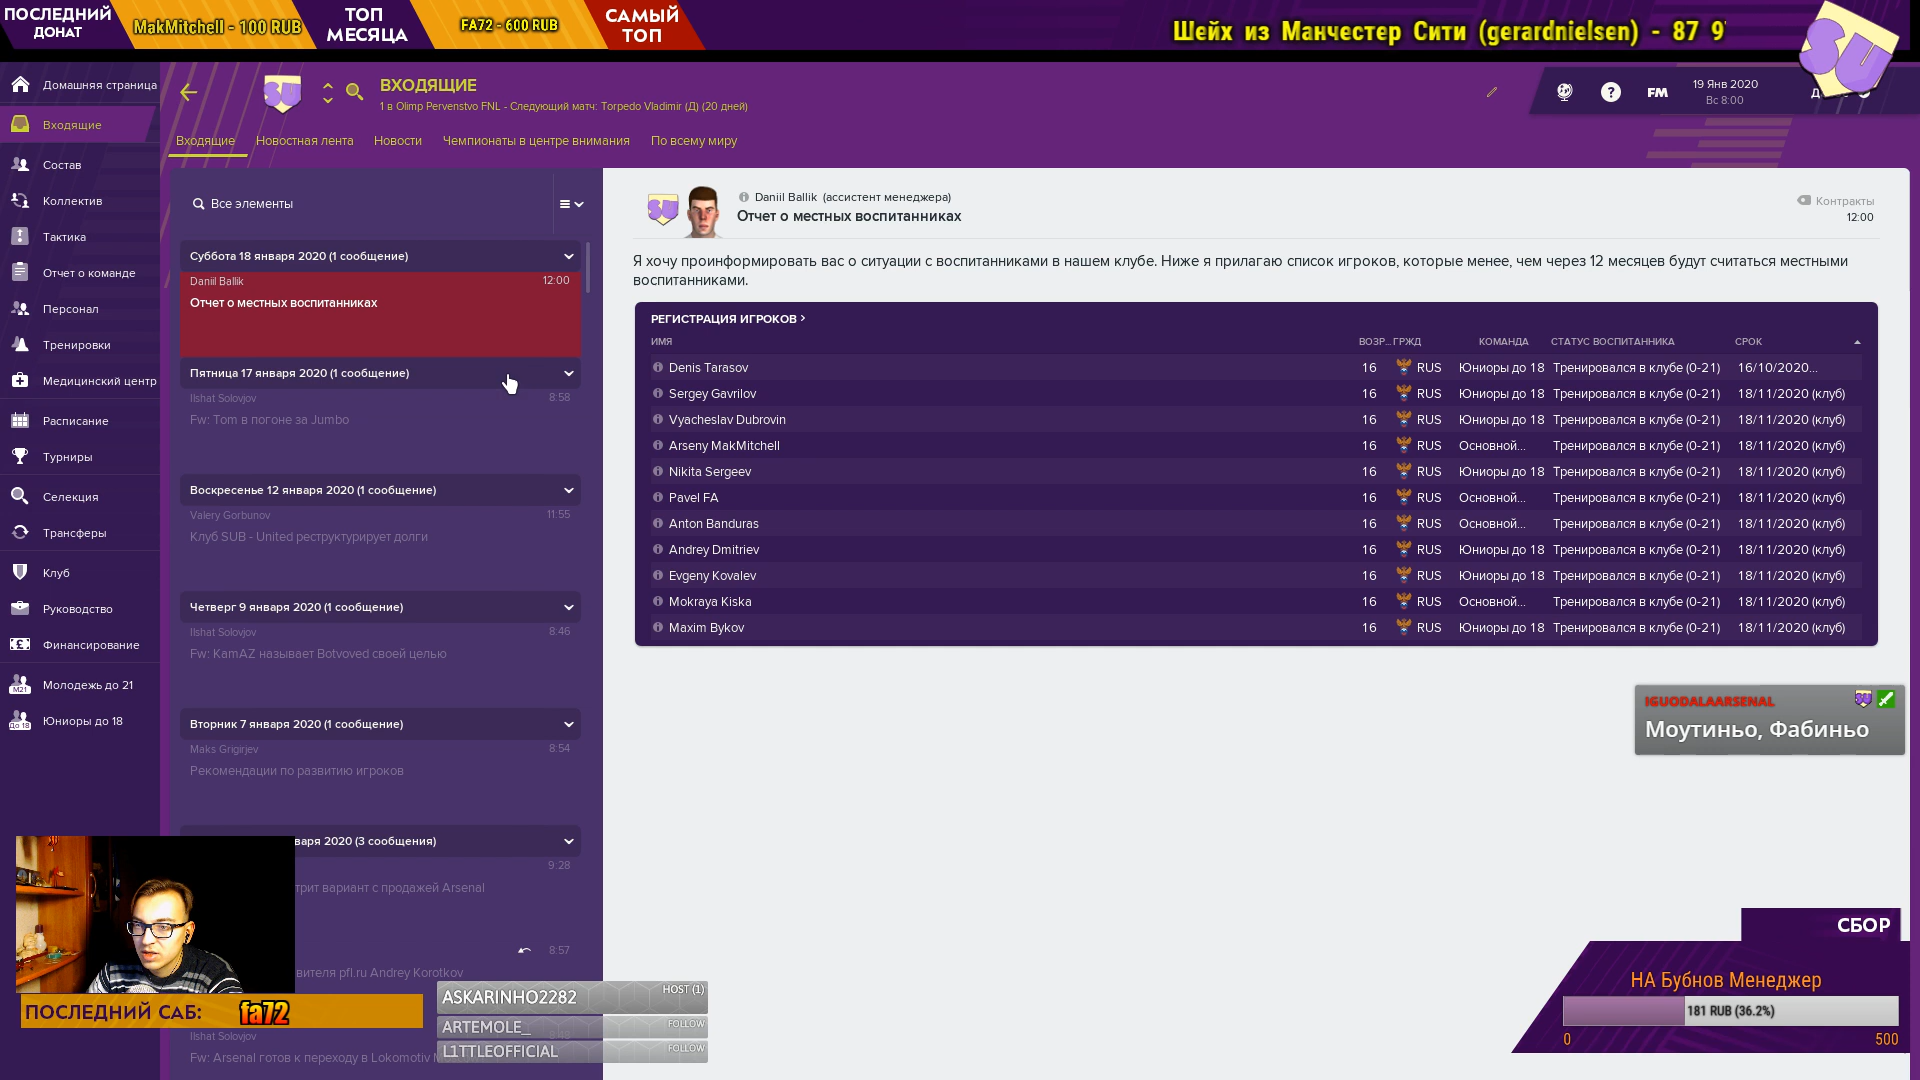 ПОСЛЕДНИЙ
ДОНАТ
MakMitchell - 100 RUB
ТОП
МЕСЯЦА
FA72 - 600 RUB
САМЫЙ
ТОП
Шейх из Манчестер Сити (gerardnielsen) - 87 9
SU
ВХОДЯЩИЕ
1 в Olimp Pervenstvo FNL - Следующий матч: Torpedo Vladimir (Д) (20 дней)
FM
19 Янв 2020
Вс 8:00
Домашняя страница
Входящие
Состав
Коллектив
Тактика
Отчет о команде
Персонал
Тренировки
Медицинский центр
Расписание
Турниры
Селекция
Трансферы
Клуб
Руководство
Финансирование
Молодежь до 21
Юниоры до 18
Входящие
Новостная лента
Новости
Чемпионаты в центре внимания
По всему миру
Все элементы
Суббота 18 января 2020 (1 сообщение)
Daniil Ballik 12:00
Отчет о местных воспитанниках
Пятница 17 января 2020 (1 сообщение)
Ilshat Solovjov 8:58
Fw: Tom в погоне за Jumbo
Воскресенье 12 января 2020 (1 сообщение)
Valery Gorbunov 11:55
Клуб SUB - United реструктурирует долги
Четверг 9 января 2020 (1 сообщение)
Ilshat Solovjov 8:46
Fw: KamAZ называет Botvoved своей целью
Вторник 7 января 2020 (1 сообщение)
Maks Grigirjev 8:54
Рекомендации по развитию игроков
варя 2020 (3 сообщения)
9:28
трит вариант с продажей Arsenal
8:57
вителя pfl.ru Andrey Korotkov
Ilshat Solovjov
Fw: Arsenal готов к переходу в Lokomotiv
Daniil Ballik (ассистент менеджера)
Отчет о местных воспитанниках
Контракты
12:00
Я хочу проинформировать вас о ситуации с воспитанниками в нашем клубе. Ниже я прилагаю список игроков, которые менее, чем через 12 месяцев будут считаться местными
воспитанниками.
РЕГИСТРАЦИЯ ИГРОКОВ >
ИМЯ ВОЗР... ГРЖД КОМАНДА СТАТУС ВОСПИТАННИКА СРОК
Denis Tarasov 16 RUS Юниоры до 18 Тренировался в клубе (0-21) 16/10/2020...
Sergey Gavrilov 16 RUS Юниоры до 18 Тренировался в клубе (0-21) 18/11/2020 (клуб)
Vyacheslav Dubrovin 16 RUS Юниоры до 18 Тренировался в клубе (0-21) 18/11/2020 (клуб)
Arseny MakMitchell 16 RUS Основной... Тренировался в клубе (0-21) 18/11/2020 (клуб)
Nikita Sergeev 16 RUS Юниоры до 18 Тренировался в клубе (0-21) 18/11/2020 (клуб)
Pavel FA 16 RUS Основной... Тренировался в клубе (0-21) 18/11/2020 (клуб)
Anton Banduras 16 RUS Основной... Тренировался в клубе (0-21) 18/11/2020 (клуб)
Andrey Dmitriev 16 RUS Юниоры до 18 Тренировался в клубе (0-21) 18/11/2020 (клуб)
Evgeny Kovalev 16 RUS Юниоры до 18 Тренировался в клубе (0-21) 18/11/2020 (клуб)
Mokraya Kiska 16 RUS Основной... Тренировался в клубе (0-21) 18/11/2020 (клуб)
Maxim Bykov 16 RUS Юниоры до 18 Тренировался в клубе (0-21) 18/11/2020 (клуб)
IGUODALAARSENAL
Моутиньо, Фабиньо
СБОР
НА Бубнов Менеджер
181 RUB (36.2%)
0 500
ПОСЛЕДНИЙ САБ: fa72
ASKARINHO2282 HOST (1)
ARTEMOLE_ FOLLOW
L1TTLEOFFICIAL FOLLOW